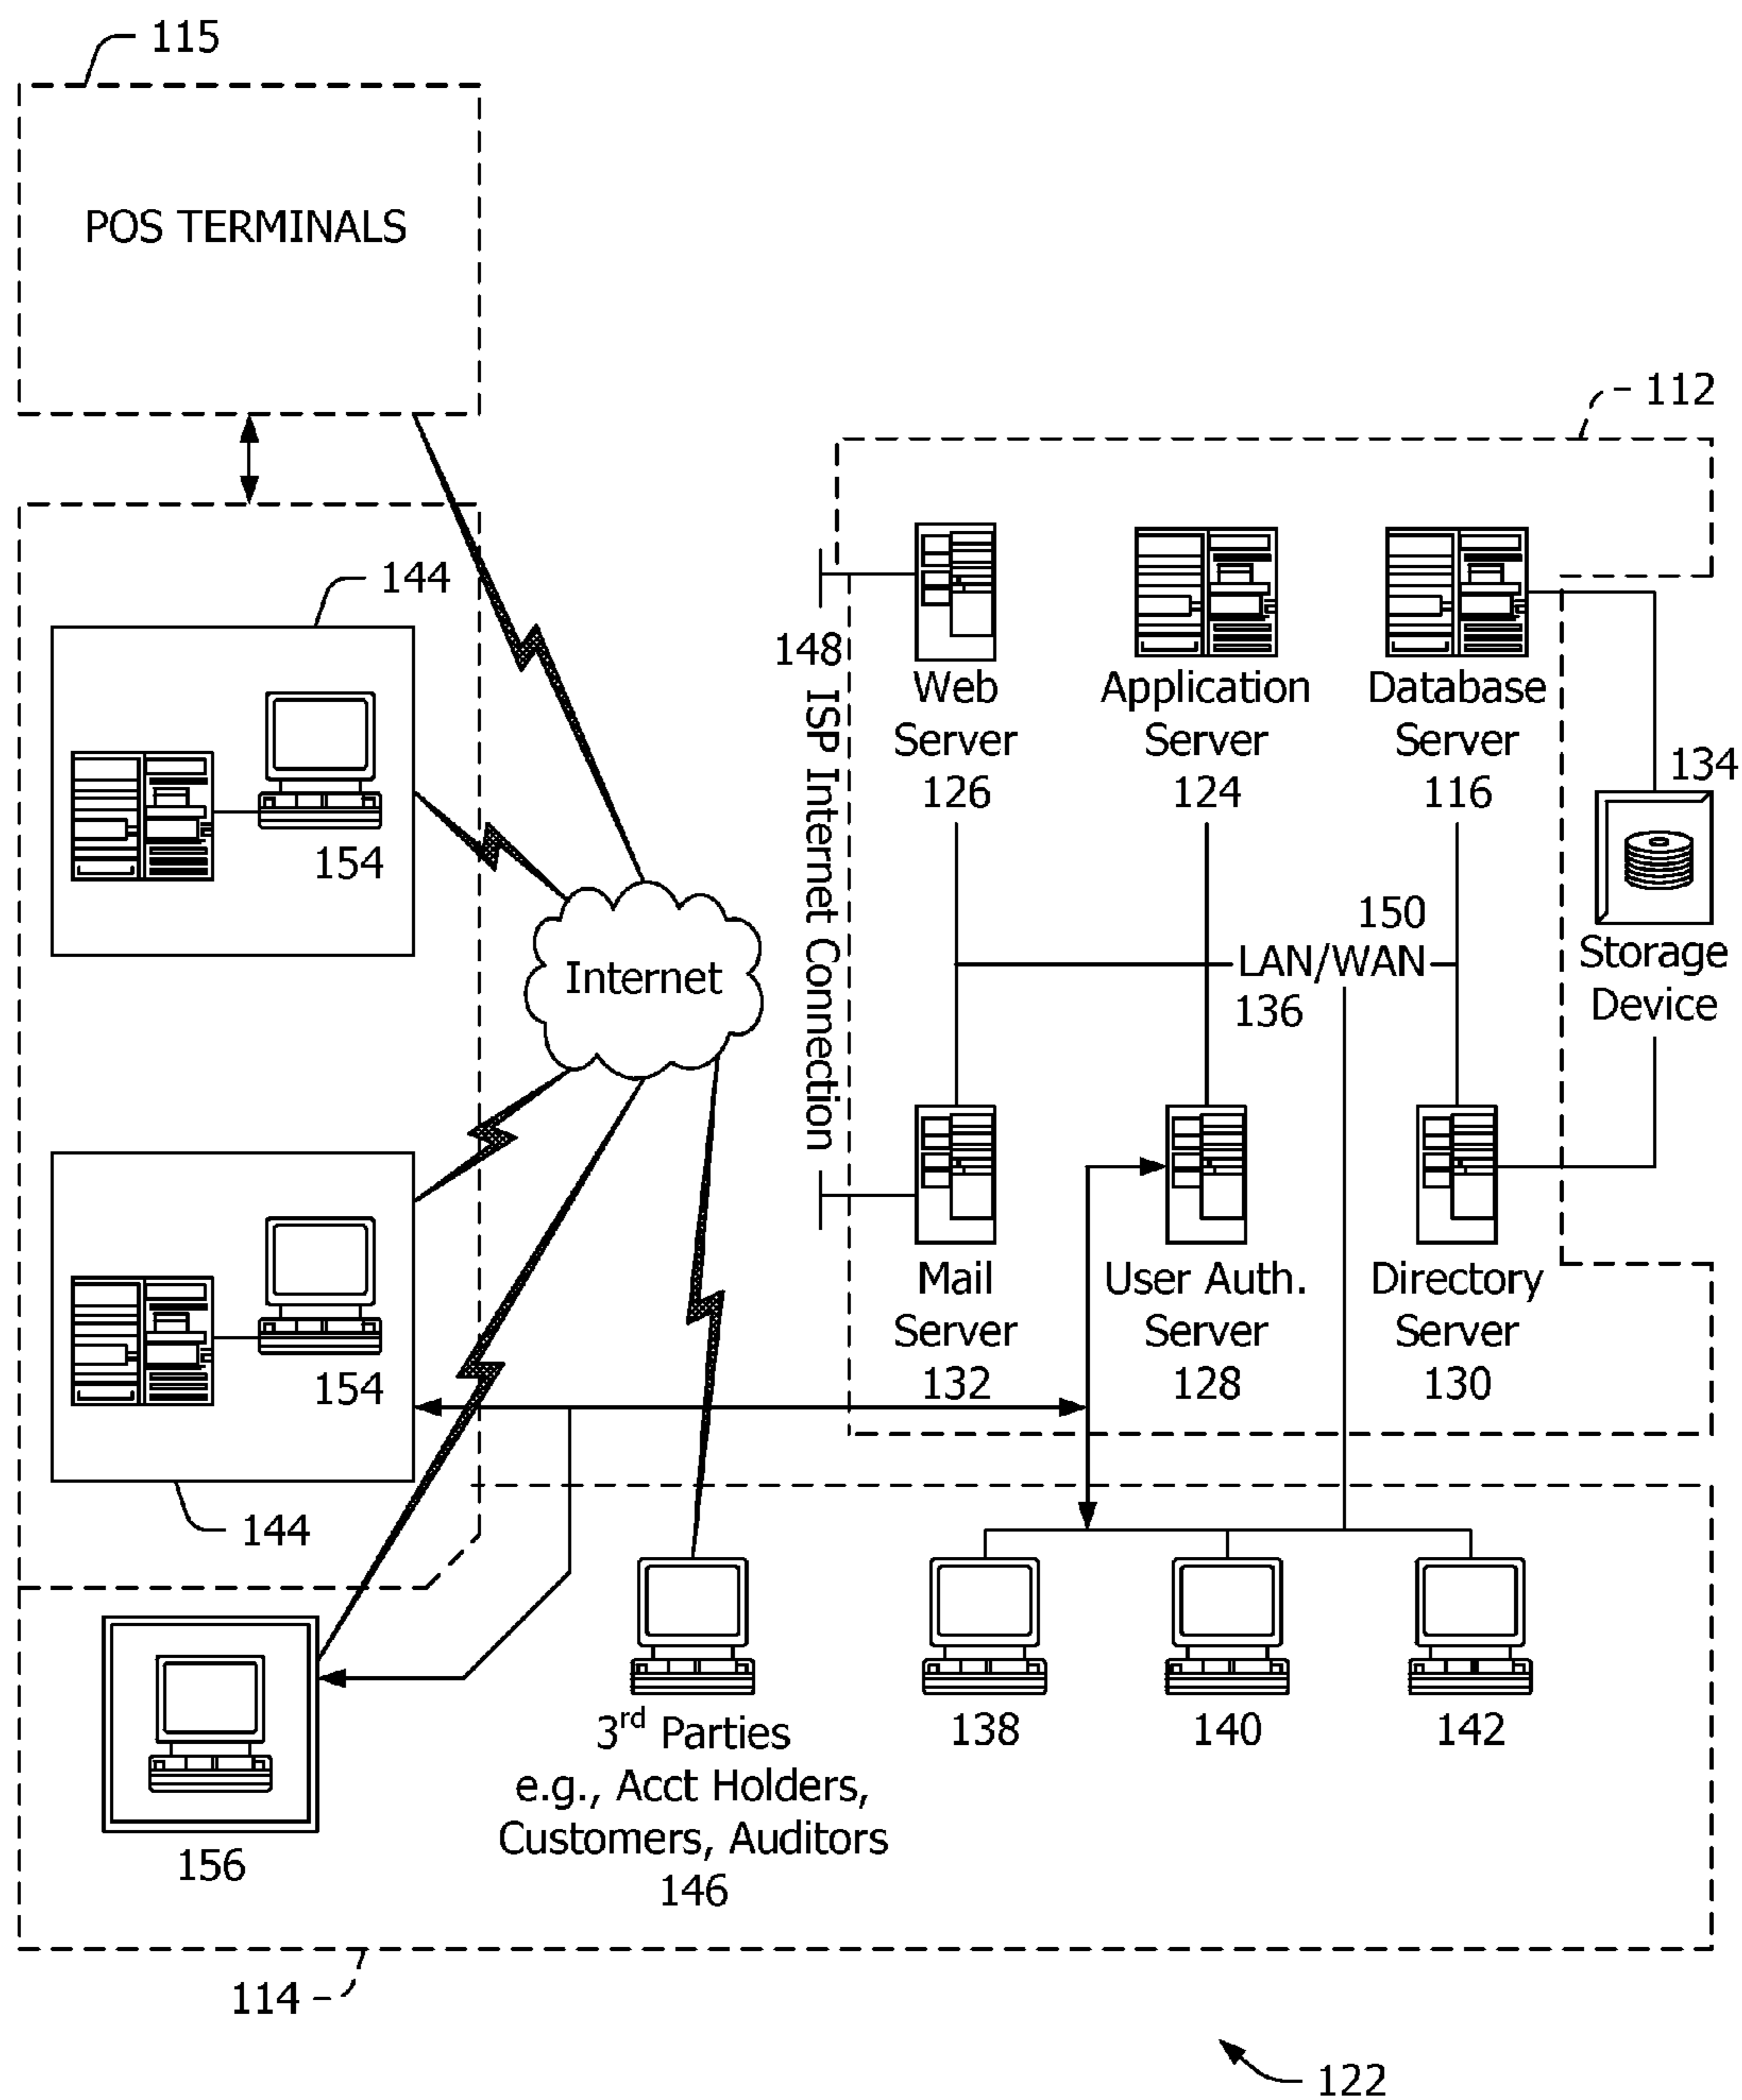 115
POS TERMINALS
112
144
154
148 ISP Internet Connection
Web
Server
126
Application
Server
124
Database
Server
116
134
Storage
Device
Internet
150
LAN/WAN
136
154
144
Mail
Server
132
User Auth.
Server
128
Directory
Server
130
156
3rd Parties
e.g., Acct Holders,
Customers, Auditors
146
138
140
142
114
122